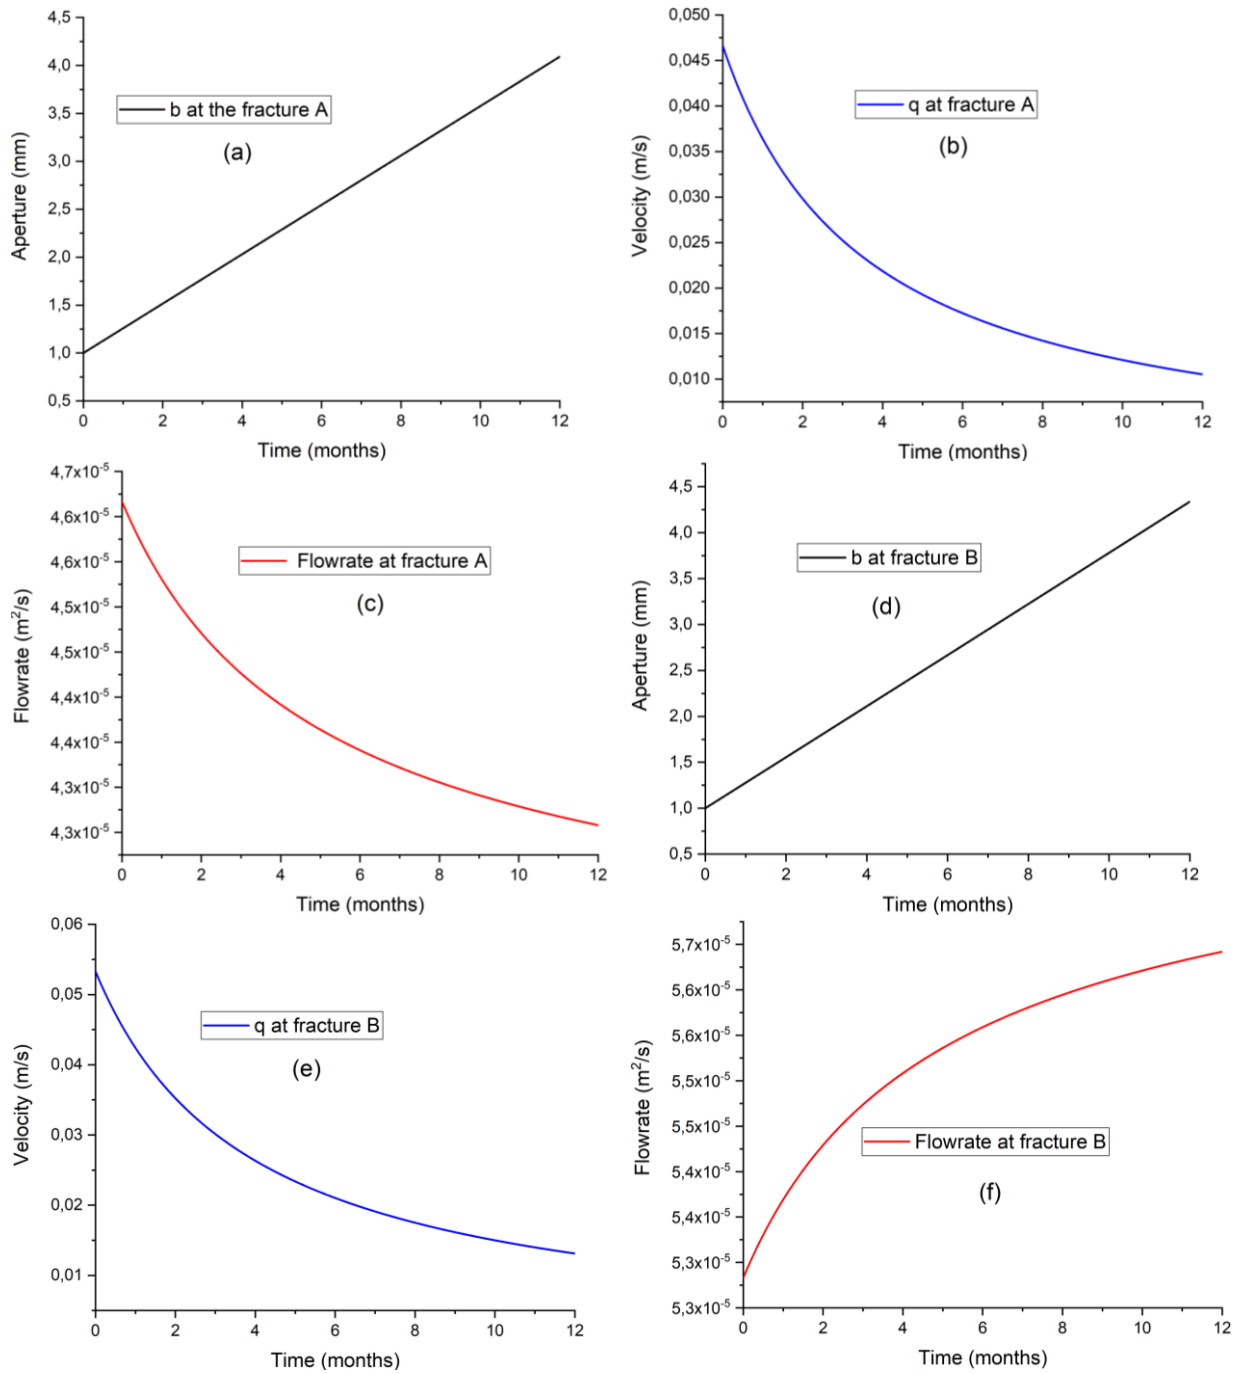 4,5
4,0
3,5
3,0
2,5
2,0
1,5
1,0
0,5
Aperture (mm)
b at the fracture A
(a)
0 2 4 6 8 10 12
Time (months)
0,050
0,045
0,040
0,035
0,030
0,025
0,020
0,015
0,010
Velocity (m/s)
q at fracture A
(b)
0 2 4 6 8 10 12
Time (months)
4,7x10⁻⁵
4,6x10⁻⁵
4,6x10⁻⁵
4,5x10⁻⁵
4,5x10⁻⁵
4,4x10⁻⁵
4,4x10⁻⁵
4,3x10⁻⁵
4,3x10⁻⁵
Flowrate (m²/s)
Flowrate at fracture A
(c)
0 2 4 6 8 10 12
Time (months)
4,5
4,0
3,5
3,0
2,5
2,0
1,5
1,0
0,5
Aperture (mm)
b at fracture B
(d)
0 2 4 6 8 10 12
Time (months)
0,06
0,05
0,04
0,03
0,02
0,01
Velocity (m/s)
q at fracture B
(e)
0 2 4 6 8 10 12
Time (months)
5,7x10⁻⁵
5,6x10⁻⁵
5,6x10⁻⁵
5,5x10⁻⁵
5,5x10⁻⁵
5,4x10⁻⁵
5,4x10⁻⁵
5,3x10⁻⁵
5,3x10⁻⁵
Flowrate (m²/s)
Flowrate at fracture B
(f)
0 2 4 6 8 10 12
Time (months)